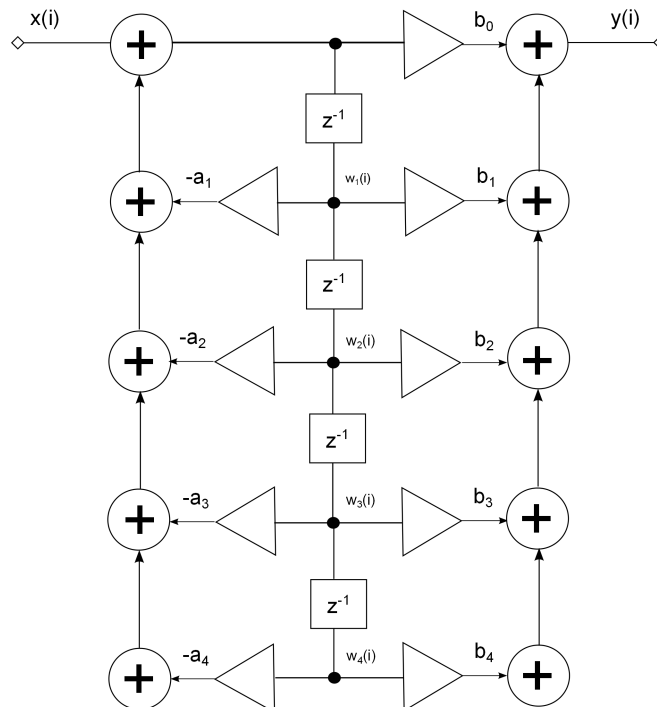 x(i) b₀ y(i)
z⁻¹
-a₁ w₁(i) b₁
z⁻¹
-a₂ w₂(i) b₂
z⁻¹
-a₃ w₃(i) b₃
z⁻¹
-a₄ w₄(i) b₄